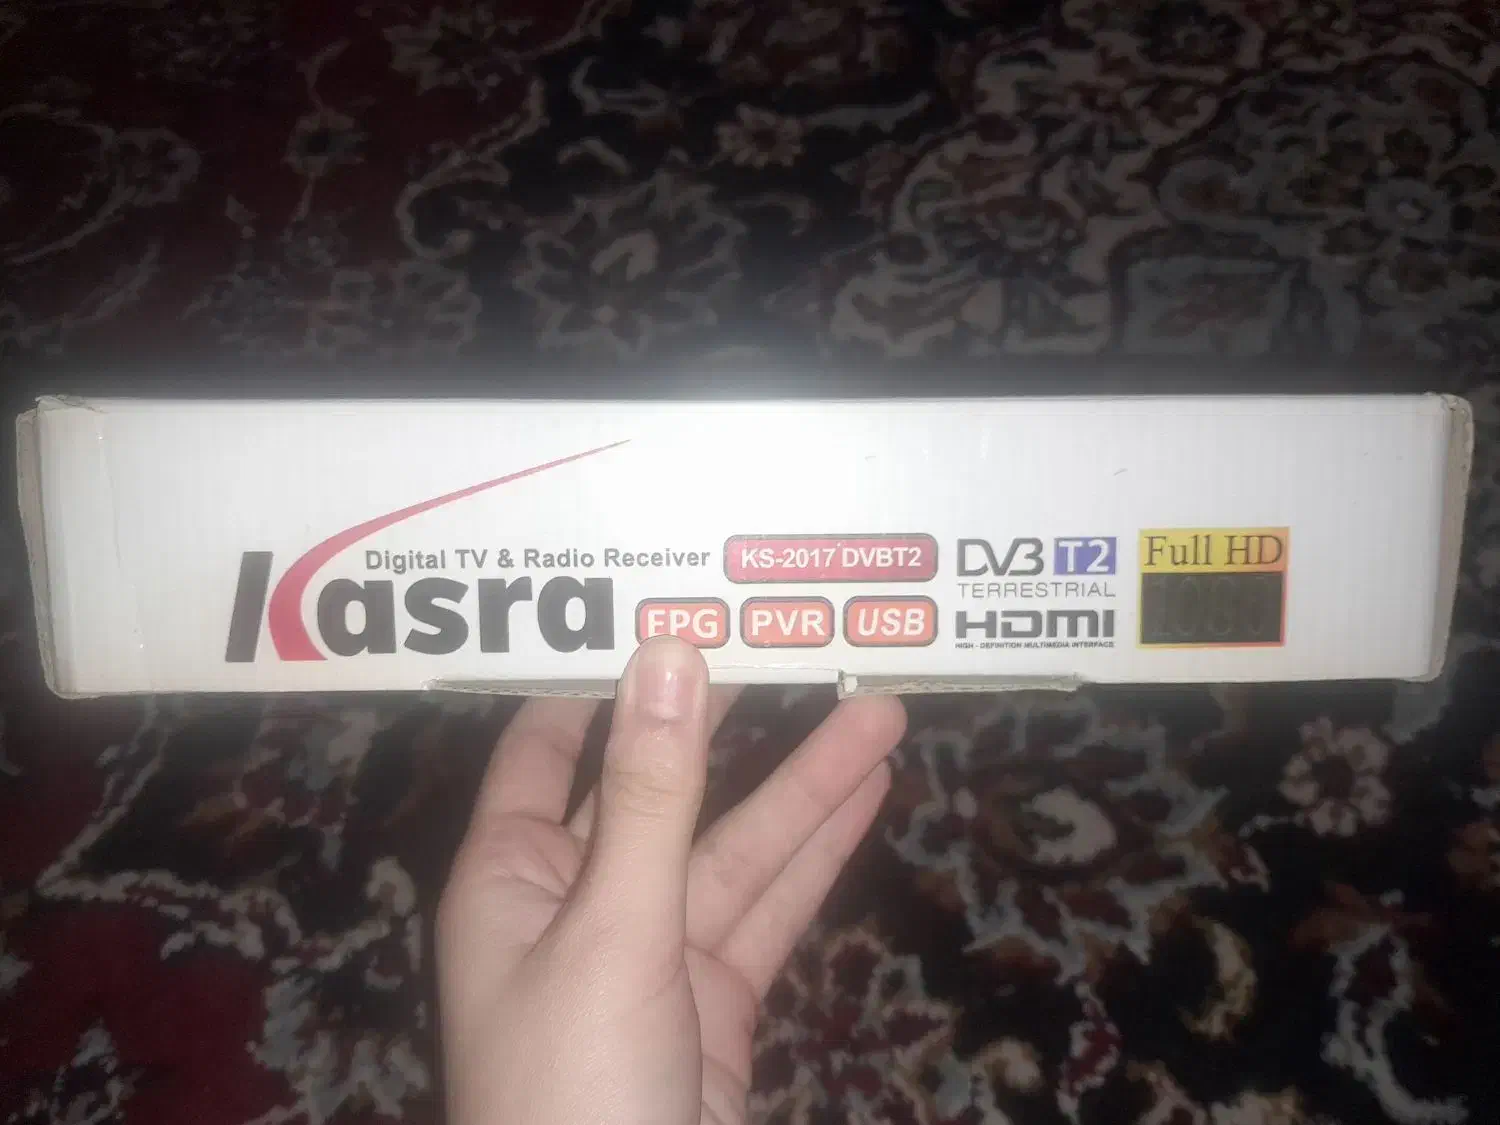 Digital TV & Radio Receiver
Kasra
KS-2017 DVBT2
EPG PVR USB
DVB T2
TERRESTRIAL
HDMI
HIGH - DEFINITION MULTIMEDIA INTERFACE
Full HD
1080